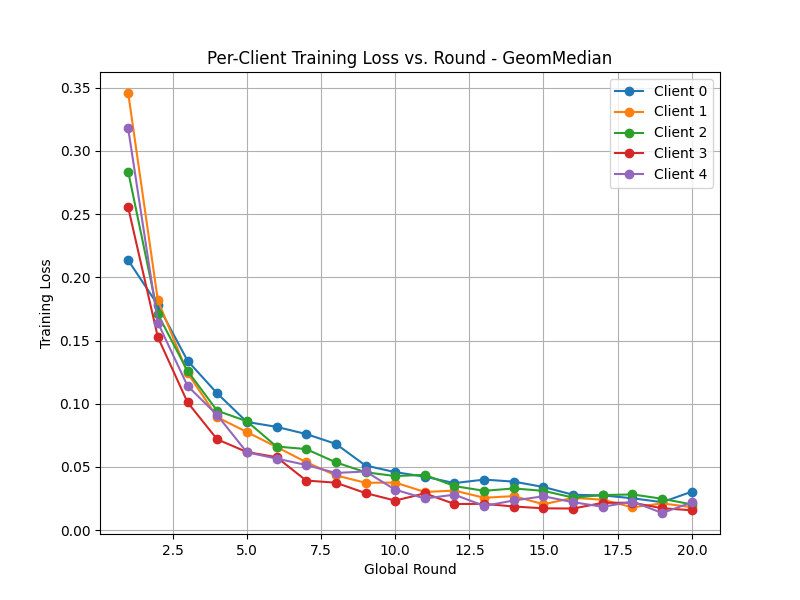 Per-Client Training Loss vs. Round - GeomMedian
Training Loss
0.35
0.30
0.25
0.20
0.15
0.10
0.05
0.00
Client 0
Client 1
Client 2
Client 3
Client 4
2.5 5.0 7.5 10.0 12.5 15.0 17.5 20.0
Global Round